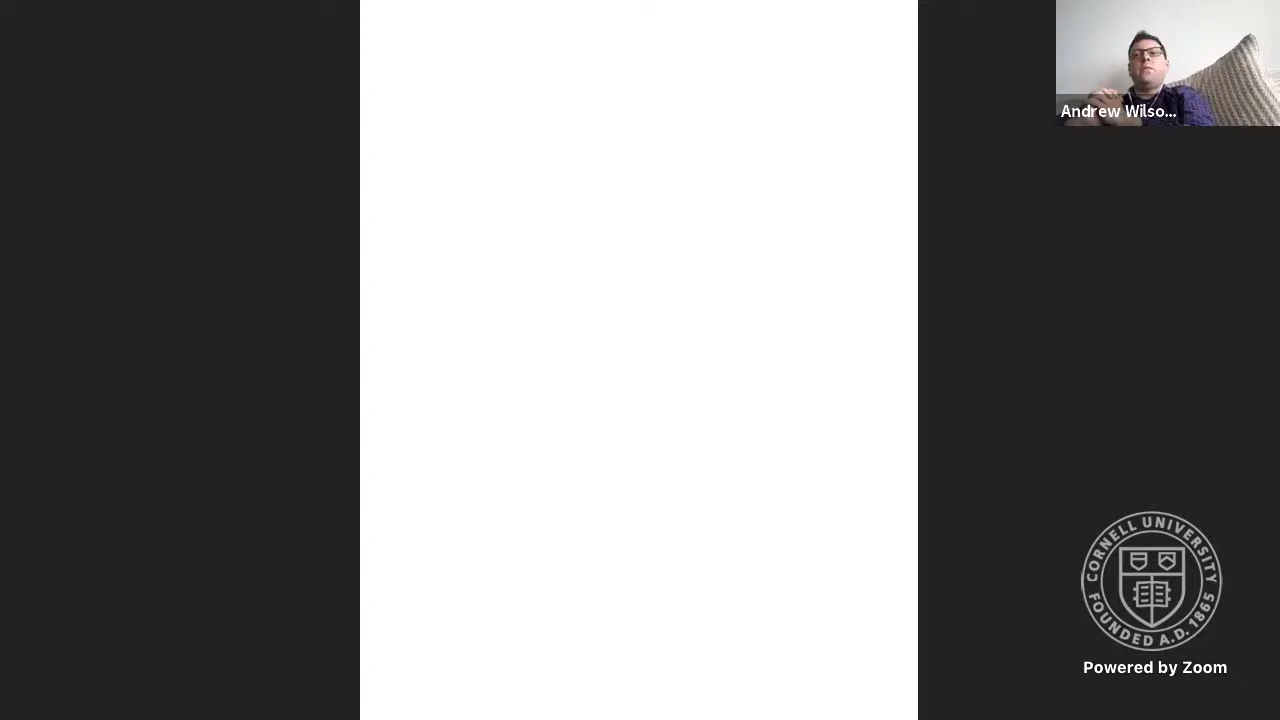 Andrew Wilso...
CORNELL UNIVERSITY
FOUNDED A.D. 1865
Powered by Zoom